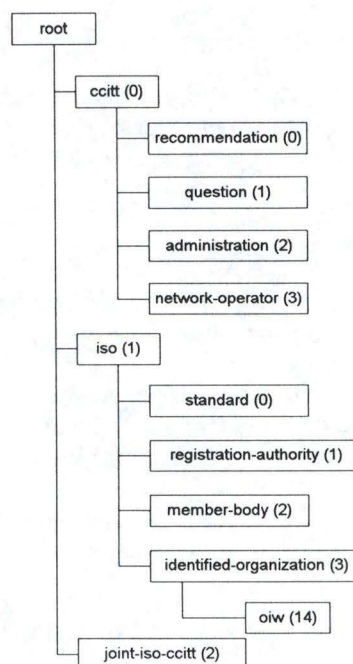 root
ccitt (0)
recommendation (0)
question (1)
administration (2)
network-operator (3)
iso (1)
standard (0)
registration-authority (1)
member-body (2)
identified-organization (3)
oiw (14)
joint-iso-ccitt (2)